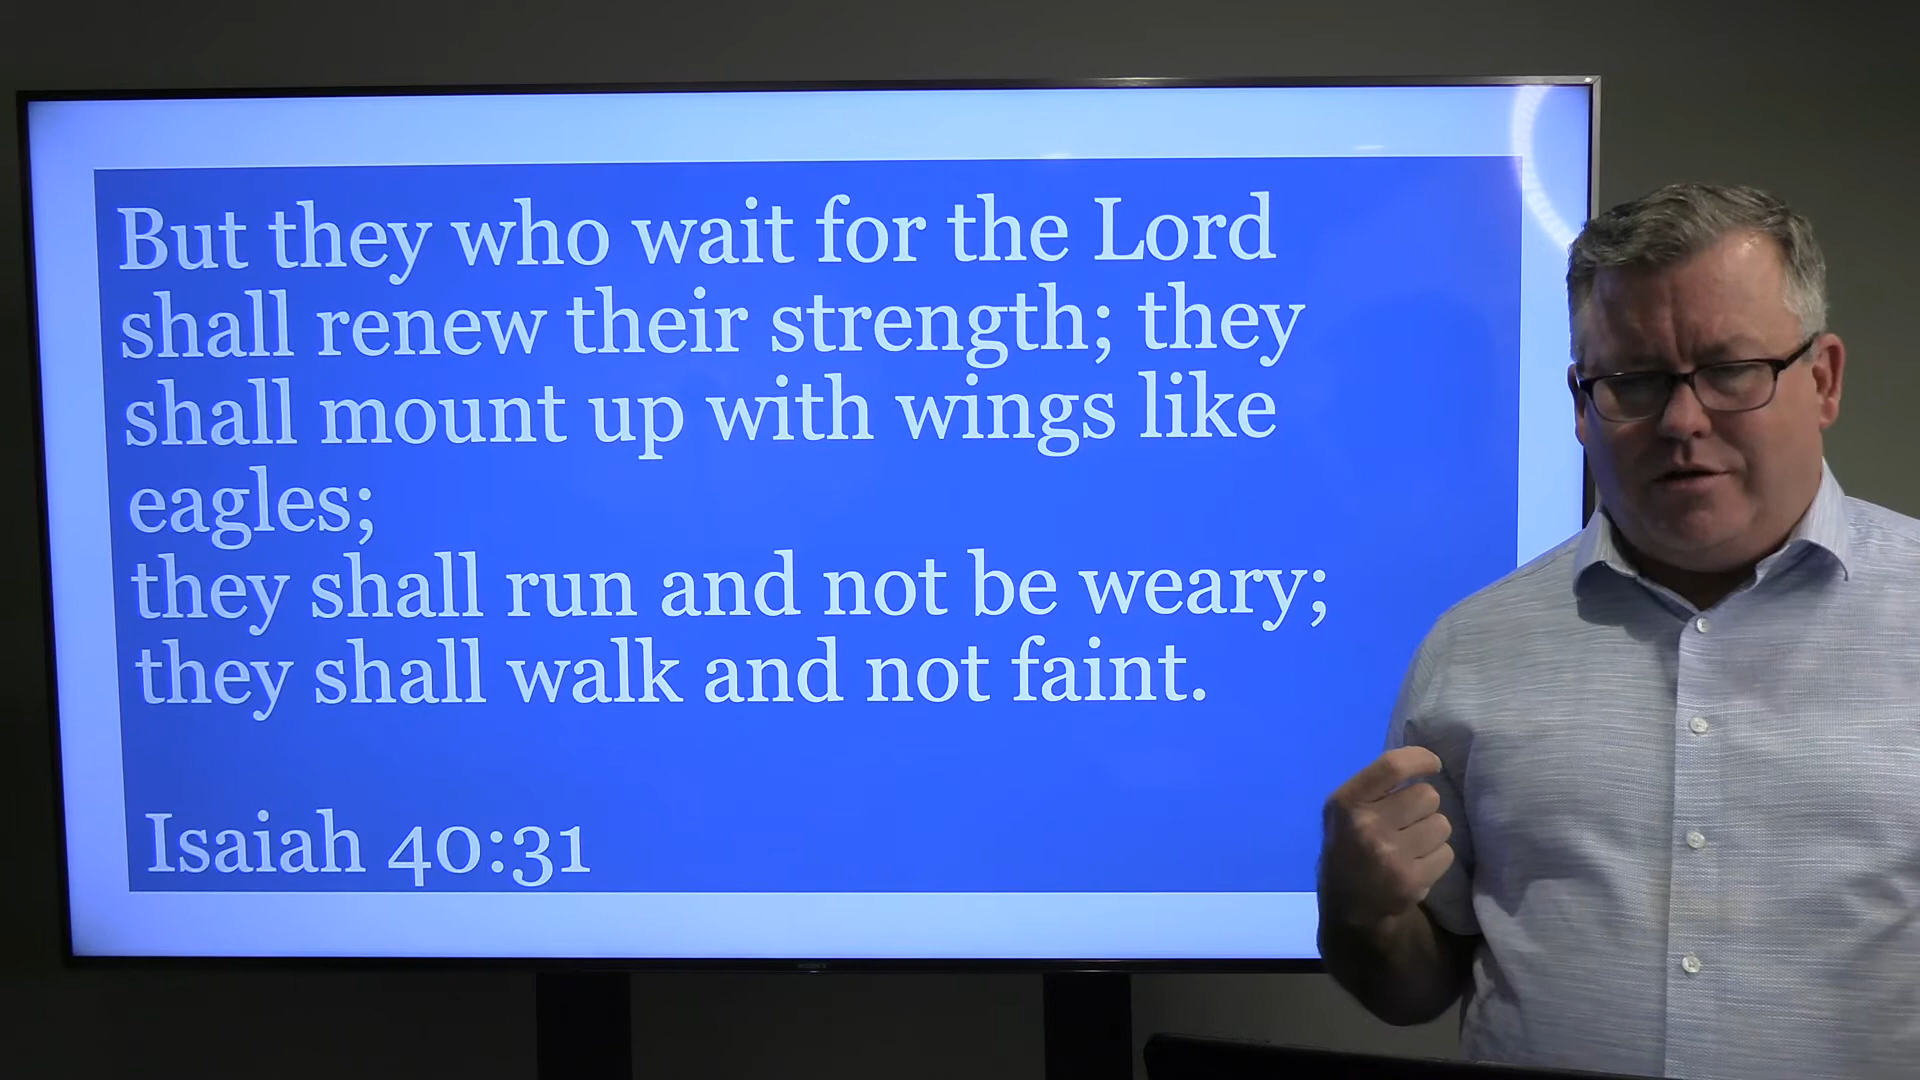 But they who wait for the Lord
shall renew their strength; they
shall mount up with wings like
eagles;
they shall run and not be weary;
they shall walk and not faint.
Isaiah 40:31